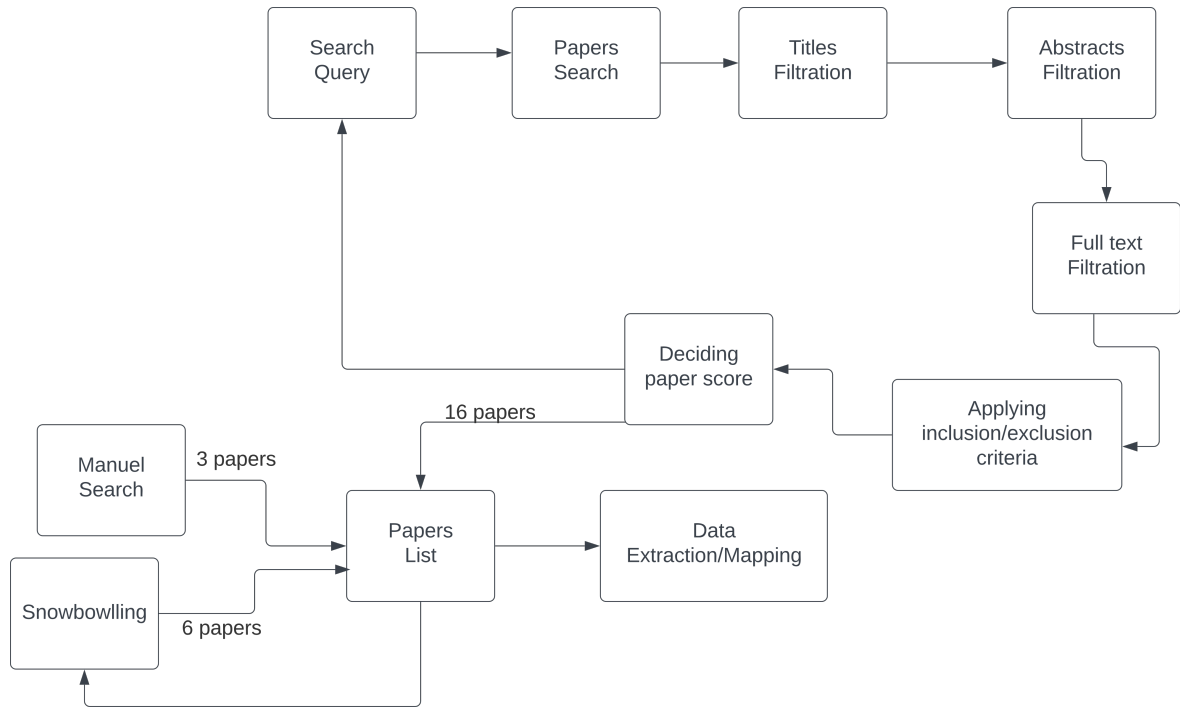 Search
Query
Papers
Search
Titles
Filtration
Abstracts
Filtration
Full text
Filtration
Deciding
paper score
Applying
inclusion/exclusion
criteria
16 papers
Manuel
Search
3 papers
Papers
List
Data
Extraction/Mapping
Snowbowlling
6 papers